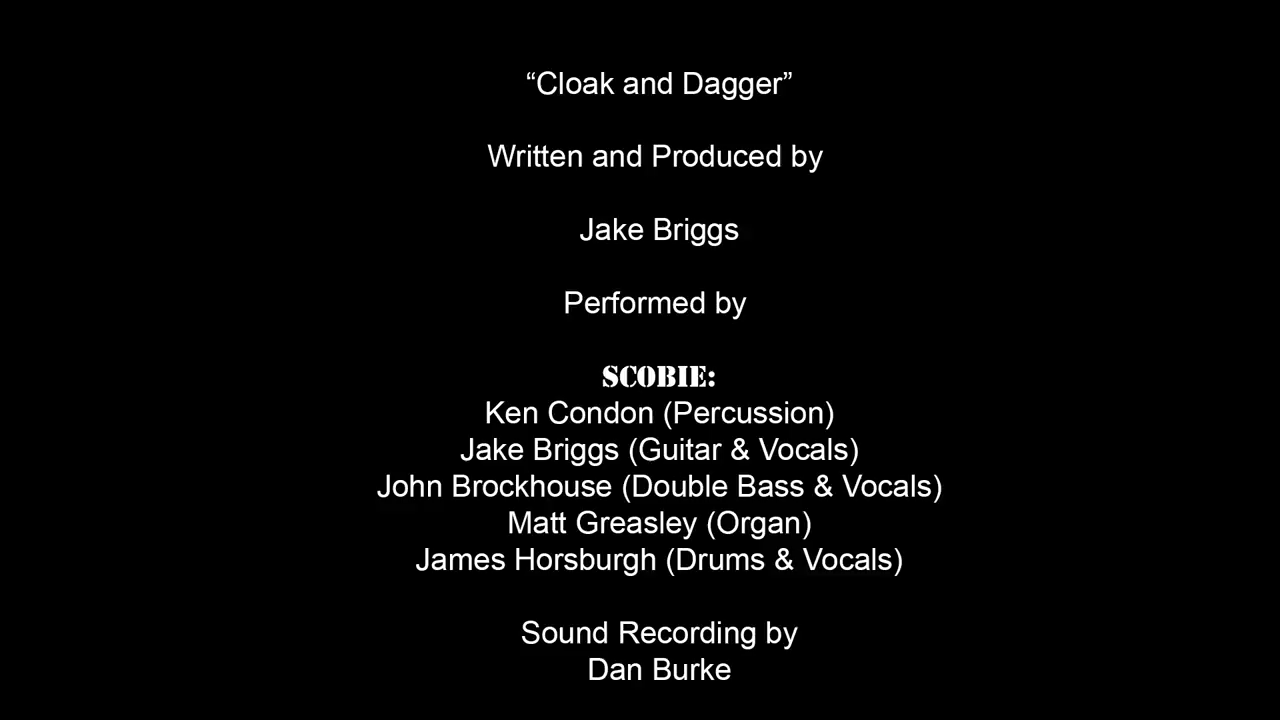 “Cloak and Dagger”
Written and Produced by
Jake Briggs
Performed by
SCOBIE:
Ken Condon (Percussion)
Jake Briggs (Guitar & Vocals)
John Brockhouse (Double Bass & Vocals)
Matt Greasley (Organ)
James Horsburgh (Drums & Vocals)
Sound Recording by
Dan Burke